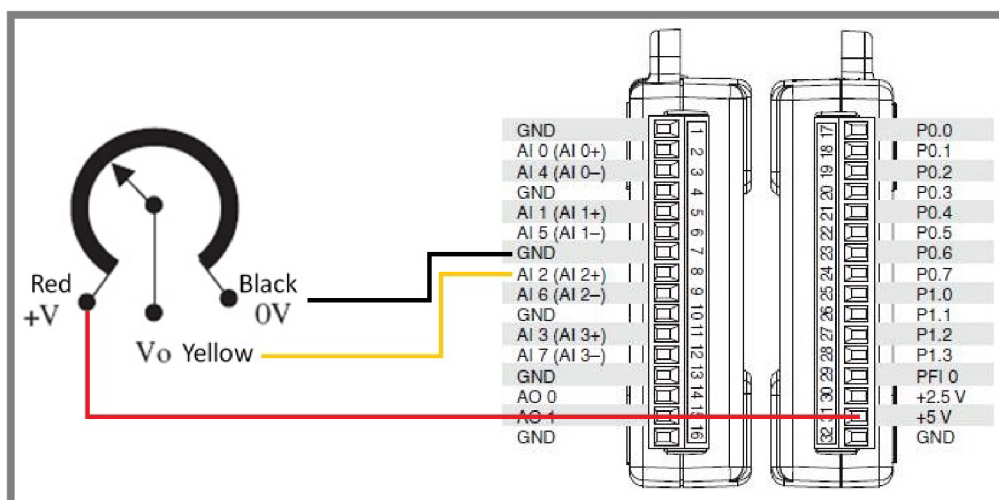 Red
+V
Vo Yellow
Black
0V
GND
AI 0 (AI 0+)
AI 4 (AI 0–)
GND
AI 1 (AI 1+)
AI 5 (AI 1–)
GND
AI 2 (AI 2+)
AI 6 (AI 2–)
GND
AI 3 (AI 3+)
AI 7 (AI 3–)
GND
AO 0
AO 1
GND
1
2
3
4
5
6
7
8
9
10
11
12
13
14
15
16
17
18
19
20
21
22
23
24
25
26
27
28
29
30
31
32
P0.0
P0.1
P0.2
P0.3
P0.4
P0.5
P0.6
P0.7
P1.0
P1.1
P1.2
P1.3
PFI 0
+2.5 V
+5 V
GND